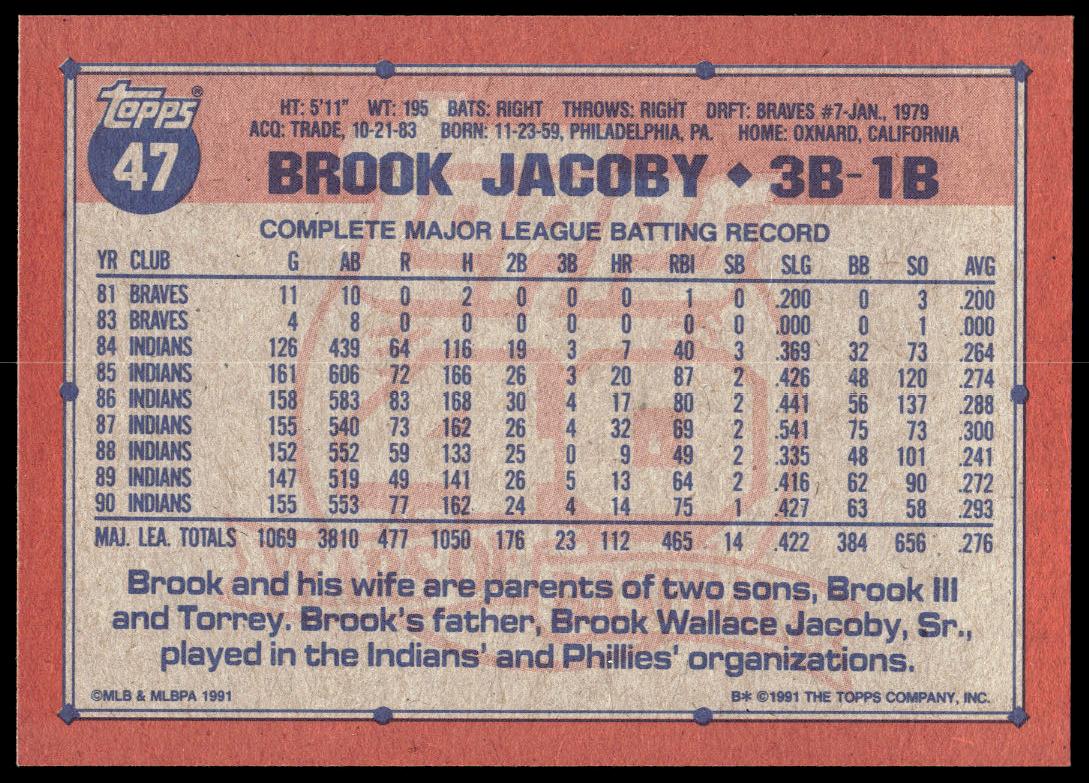 Topps®
47
HT: 5'11" WT: 195 BATS: RIGHT THROWS: RIGHT DRFT: BRAVES #7-JAN., 1979
ACQ: TRADE, 10-21-83 BORN: 11-23-59, PHILADELPHIA, PA. HOME: OXNARD, CALIFORNIA
BROOK JACOBY ◆ 3B-1B
COMPLETE MAJOR LEAGUE BATTING RECORD
YR CLUB G AB R H 2B 3B HR RBI SB SLG BB SO AVG
81 BRAVES 11 10 0 2 0 0 0 1 0 .200 0 3 .200
83 BRAVES 4 8 0 0 0 0 0 0 0 .000 0 1 .000
84 INDIANS 126 439 64 116 19 3 7 40 3 .369 32 73 .264
85 INDIANS 161 606 72 166 26 3 20 87 2 .426 48 120 .274
86 INDIANS 158 583 83 168 30 4 17 80 2 .441 56 137 .288
87 INDIANS 155 540 73 162 26 4 32 69 2 .541 75 73 .300
88 INDIANS 152 552 59 133 25 0 9 49 2 .335 48 101 .241
89 INDIANS 147 519 49 141 26 5 13 64 2 .416 62 90 .272
90 INDIANS 155 553 77 162 24 4 14 75 1 .427 63 58 .293
MAJ. LEA. TOTALS 1069 3810 477 1050 176 23 112 465 14 .422 384 656 .276
Brook and his wife are parents of two sons, Brook III
and Torrey. Brook's father, Brook Wallace Jacoby, Sr.,
played in the Indians' and Phillies' organizations.
©MLB & MLBPA 1991 B* ©1991 THE TOPPS COMPANY, INC.